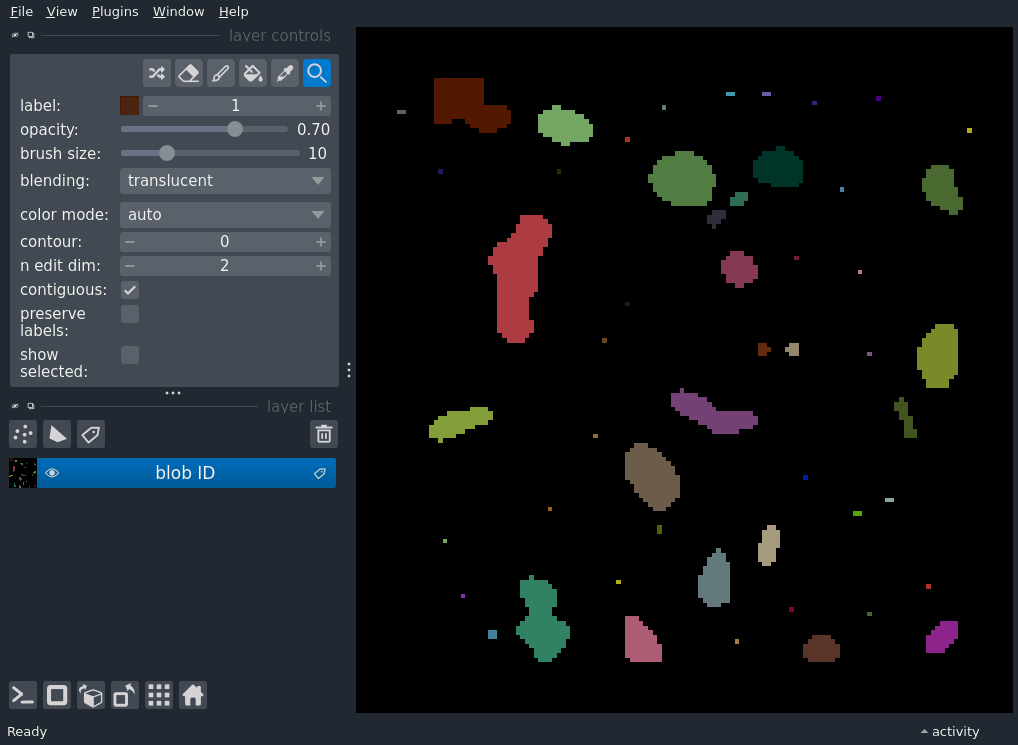 File View Plugins Window Help
layer controls
label: 1
opacity: 0.70
brush size: 10
blending: translucent
color mode: auto
contour: 0
n edit dim: 2
contiguous:
preserve
labels:
show
selected:
layer list
blob ID
Ready activity